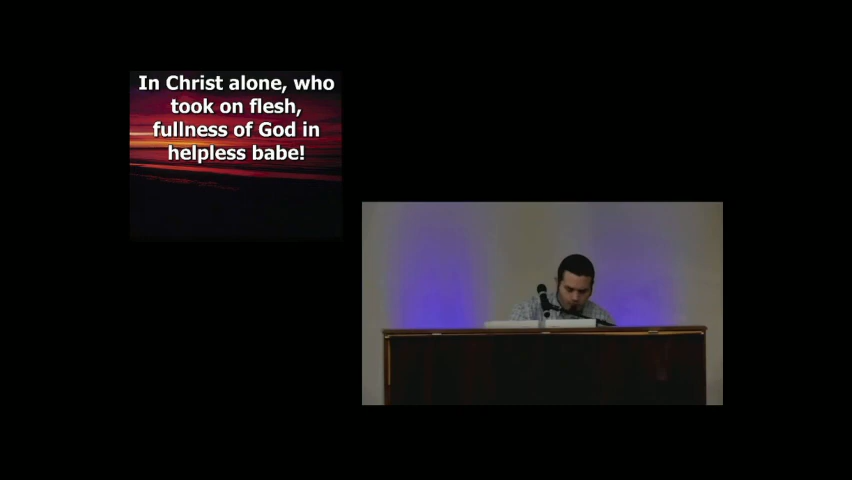 In Christ alone, who
took on flesh,
fullness of God in
helpless babe!